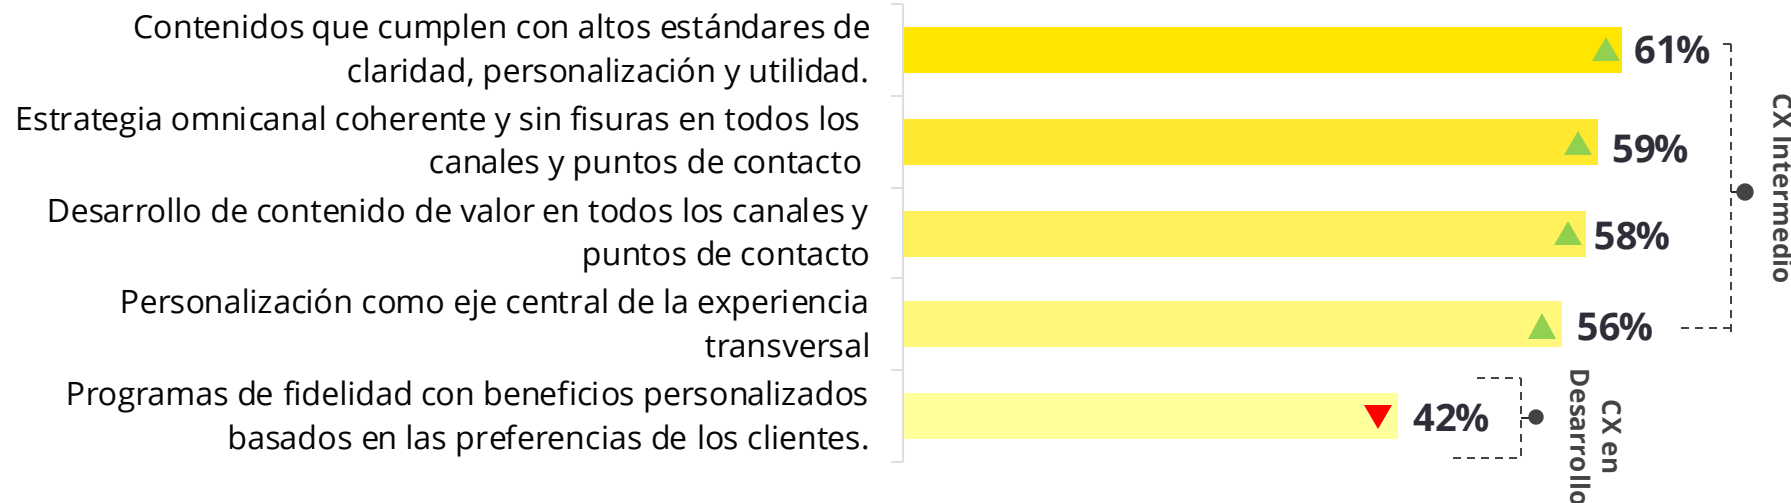 Contenidos que cumplen con altos estándares de
claridad, personalización y utilidad.
61%
Estrategia omnicanal coherente y sin fisuras en todos los
canales y puntos de contacto
59%
Desarrollo de contenido de valor en todos los canales y
puntos de contacto
58%
Personalización como eje central de la experiencia
transversal
56%
CX Intermedio
Programas de fidelidad con beneficios personalizados
basados en las preferencias de los clientes.
42%
CX en
Desarrollo